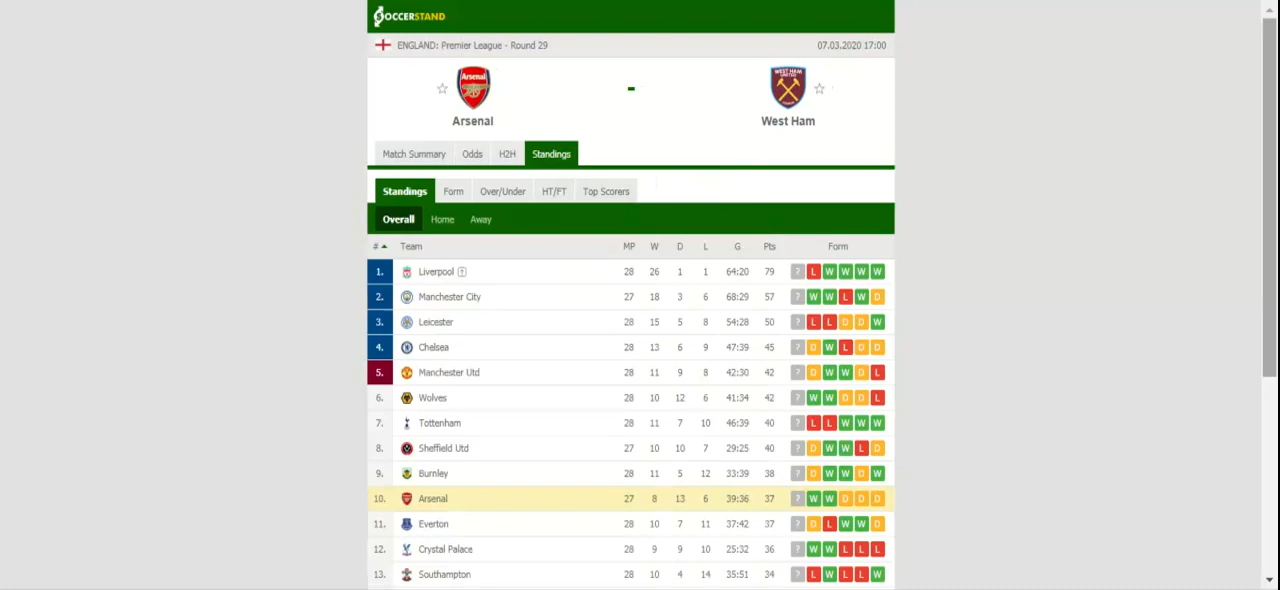 SOCCERSTAND
ENGLAND: Premier League - Round 29 07.03.2020 17:00
Arsenal - West Ham
Match Summary Odds H2H Standings
Standings Form Over/Under HT/FT Top Scorers
Overall Home Away
# Team MP W D L G Pts Form
1. Liverpool 28 26 1 1 64:20 79 ? L W W W W
2. Manchester City 27 18 3 6 68:29 57 ? W W L W D
3. Leicester 28 15 5 8 54:28 50 ? L L D D W
4. Chelsea 28 13 6 9 47:39 45 ? D W L D D
5. Manchester Utd 28 11 9 8 42:30 42 ? D W W D L
6. Wolves 28 10 12 6 41:34 42 ? W W D D L
7. Tottenham 28 11 7 10 46:39 40 ? L L W W W
8. Sheffield Utd 27 10 10 7 29:25 40 ? D W W L D
9. Burnley 28 11 5 12 33:39 38 ? D W W D W
10. Arsenal 27 8 13 6 39:36 37 ? W W D D D
11. Everton 28 10 7 11 37:42 37 ? D L W W D
12. Crystal Palace 28 9 9 10 25:32 36 ? W W L L L
13. Southampton 28 10 4 14 35:51 34 ? L W L L W